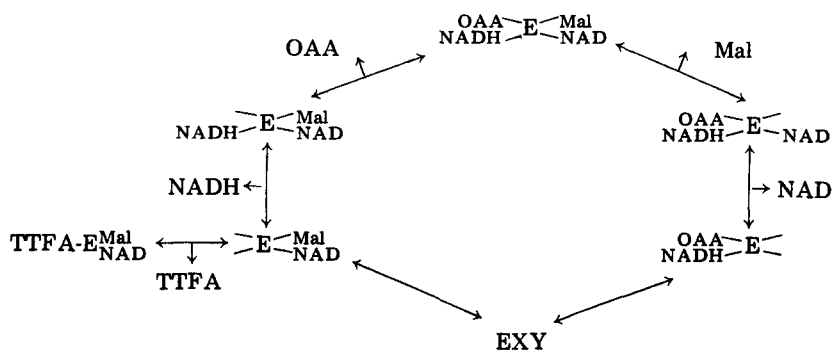 OAA Mal
NADH E NAD
OAA
Mal
Mal
NADH E NAD
OAA
NADH E NAD
NADH
NAD
TTFA-E Mal
NAD
E Mal
NAD
OAA
NADH E
TTFA
EXY